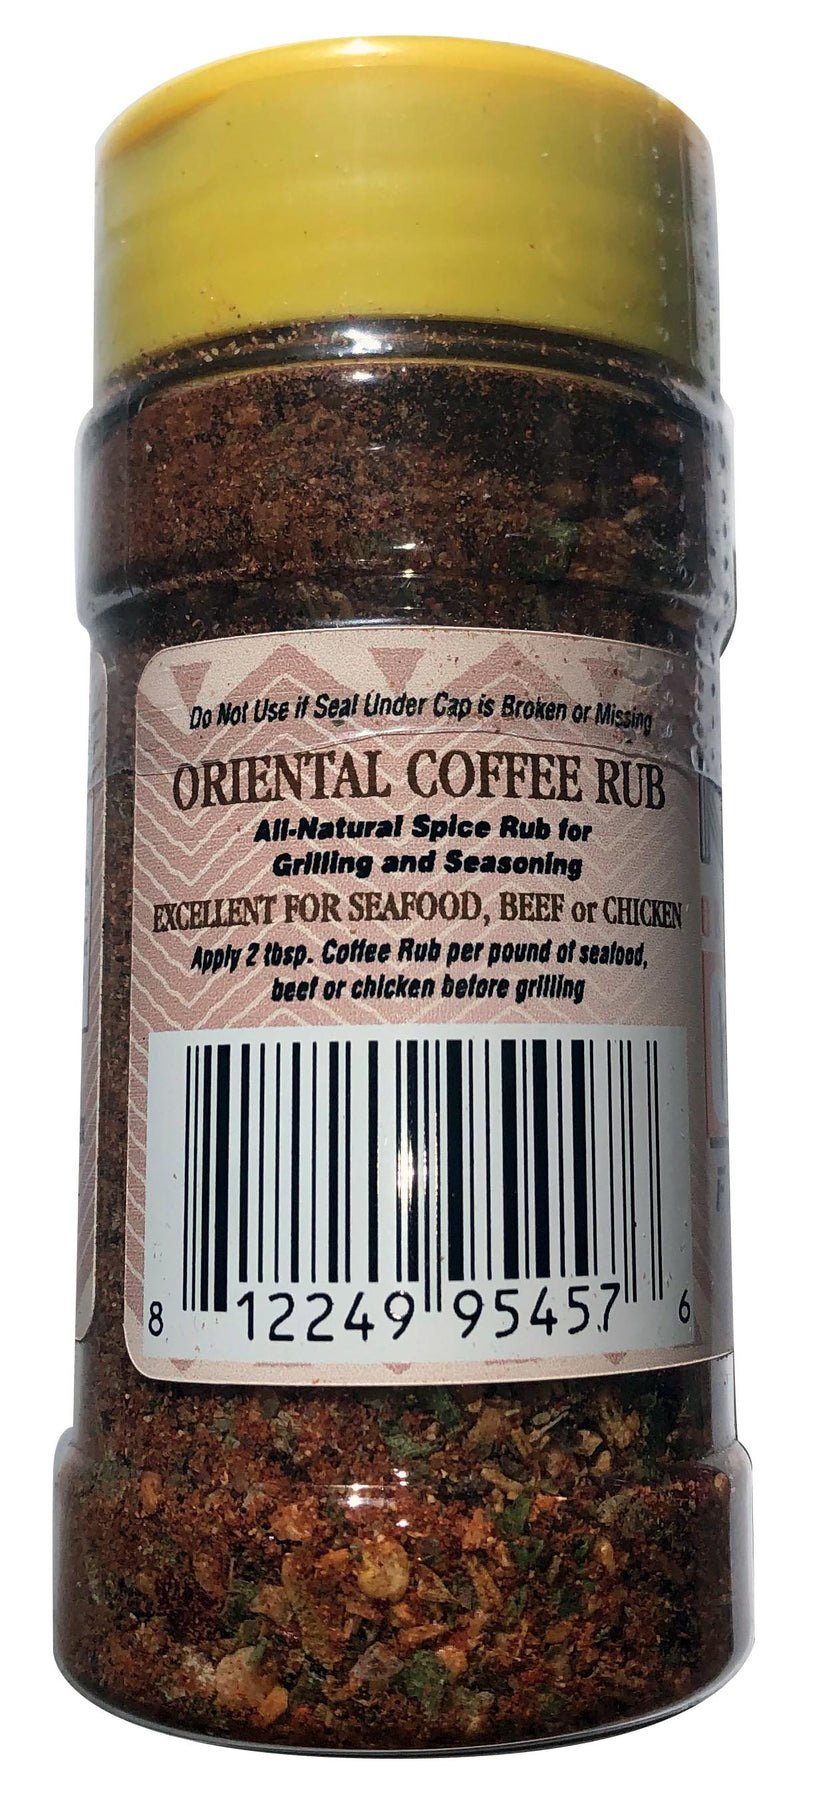 Do Not Use if Seal Under Cap is Broken or Missing
ORIENTAL COFFEE RUB
All-Natural Spice Rub for
Grilling and Seasoning
EXCELLENT FOR SEAFOOD, BEEF or CHICKEN
Apply 2 tbsp. Coffee Rub per pound of seafood,
beef or chicken before grilling
8 12249 95457 6